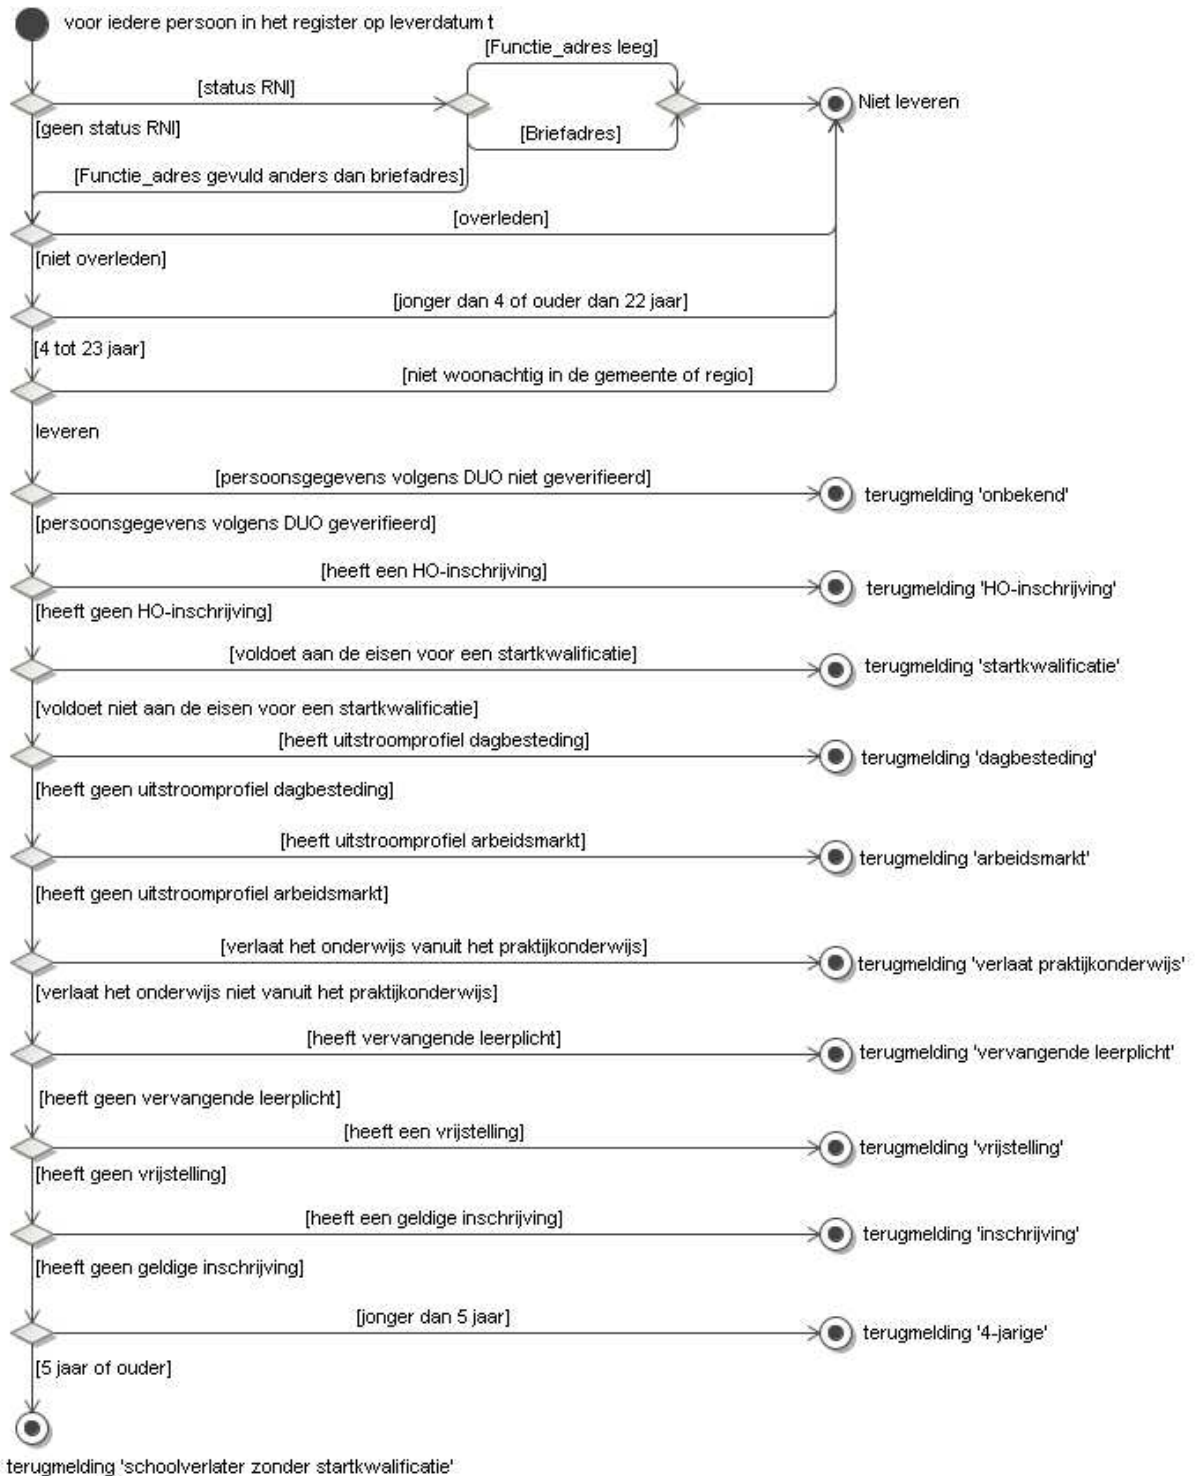 voor iedere persoon in het register op leverdatum t
[Functie_adres leeg]
[status RNI]
Niet leveren
[geen status RNI]
[Briefadres]
[Functie_adres gevuld anders dan briefadres]
[overleden]
[niet overleden]
[jonger dan 4 of ouder dan 22 jaar]
[4 tot 23 jaar]
[niet woonachtig in de gemeente of regio]
leveren
[persoonsgegevens volgens DUO niet geverifieerd]
terugmelding 'onbekend'
[persoonsgegevens volgens DUO geverifieerd]
[heeft een HO-inschrijving]
terugmelding 'HO-inschrijving'
[heeft geen HO-inschrijving]
[voldoet aan de eisen voor een startkwalificatie]
terugmelding 'startkwalificatie'
[voldoet niet aan de eisen voor een startkwalificatie]
[heeft uitstroomprofiel dagbesteding]
terugmelding 'dagbesteding'
[heeft geen uitstroomprofiel dagbesteding]
[heeft uitstroomprofiel arbeidsmarkt]
terugmelding 'arbeidsmarkt'
[heeft geen uitstroomprofiel arbeidsmarkt]
[verlaat het onderwijs vanuit het praktijkonderwijs]
terugmelding 'verlaat praktijkonderwijs'
[verlaat het onderwijs niet vanuit het praktijkonderwijs]
[heeft vervangende leerplicht]
terugmelding 'vervangende leerplicht'
[heeft geen vervangende leerplicht]
[heeft een vrijstelling]
terugmelding 'vrijstelling'
[heeft geen vrijstelling]
[heeft een geldige inschrijving]
terugmelding 'inschrijving'
[heeft geen geldige inschrijving]
[jonger dan 5 jaar]
terugmelding '4-jarige'
[5 jaar of ouder]
terugmelding 'schoolverlater zonder startkwalificatie'